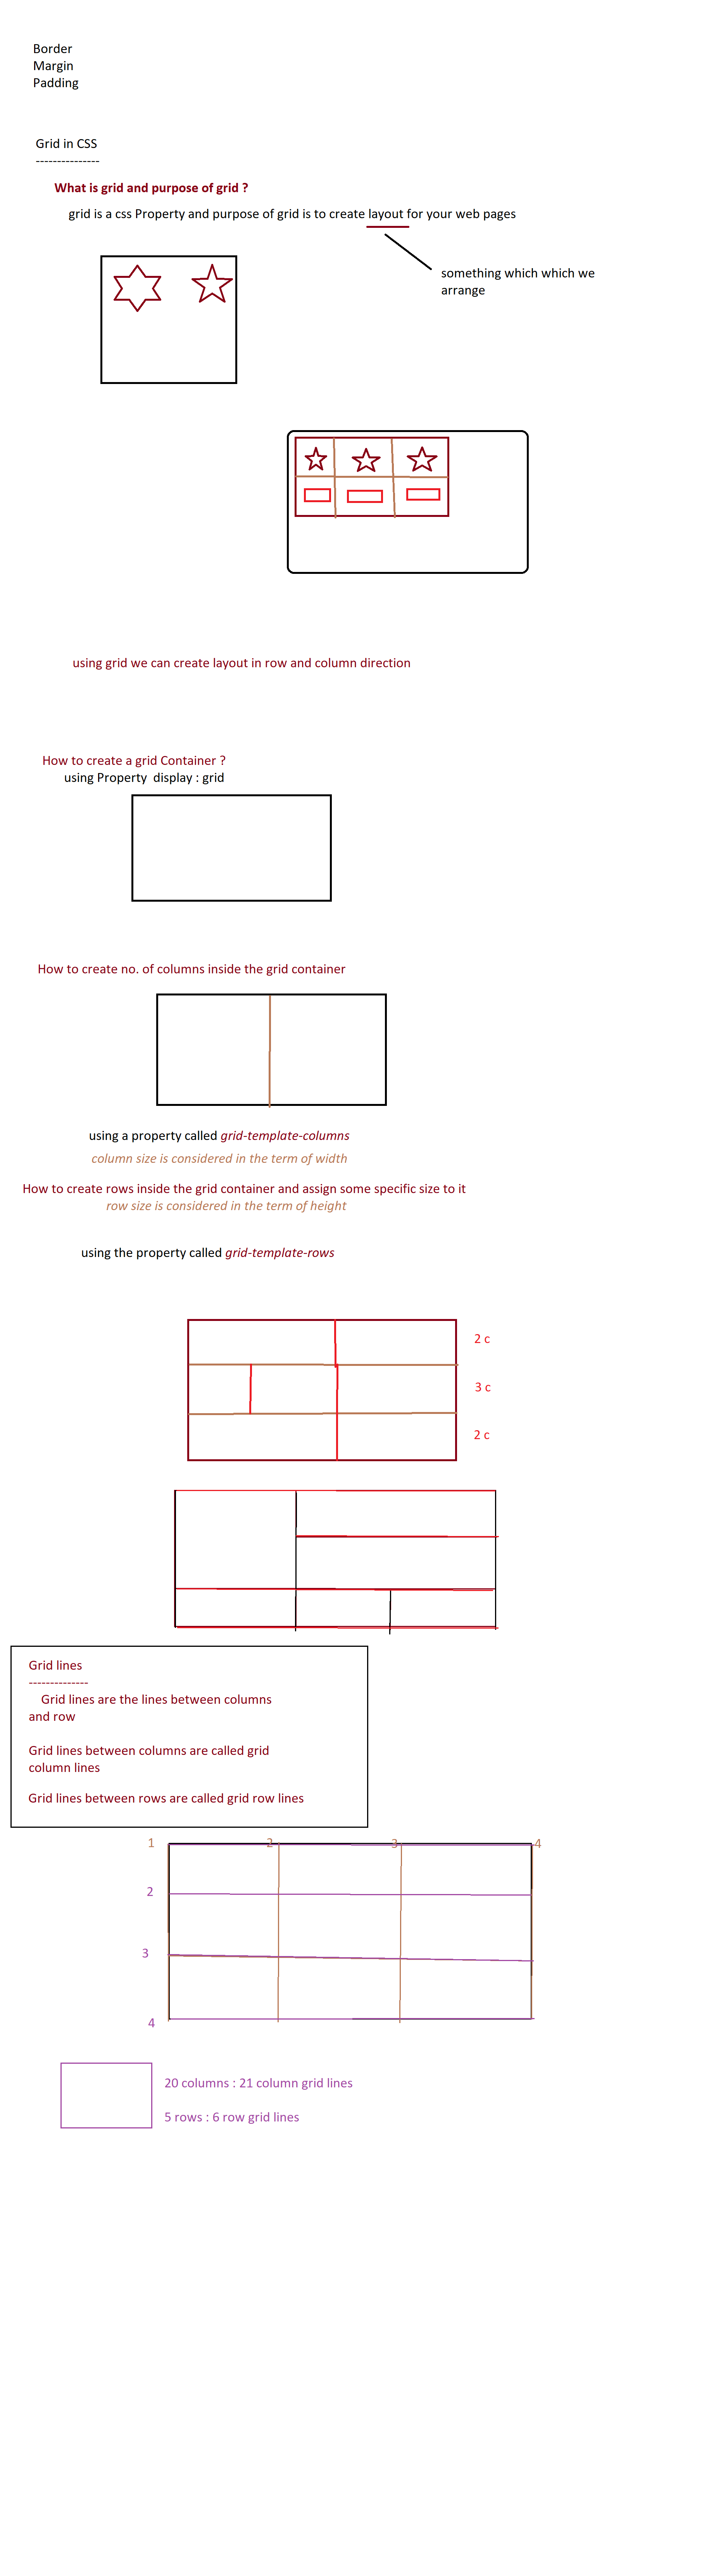 Border
Margin
Padding
Grid in CSS
---------------
What is grid and purpose of grid ?
grid is a css Property and purpose of grid is to create layout for your web pages
something which which we
arrange
using grid we can create layout in row and column direction
How to create a grid Container ?
using Property  display : grid
How to create no. of columns inside the grid container
using a property called grid-template-columns
column size is considered in the term of width
How to create rows inside the grid container and assign some specific size to it
row size is considered in the term of height
using the property called grid-template-rows
2 c
3 c
2 c
Grid lines
--------------
Grid lines are the lines between columns
and row
Grid lines between columns are called grid
column lines
Grid lines between rows are called grid row lines
1 2 3 4
2
3
4
20 columns : 21 column grid lines
5 rows : 6 row grid lines